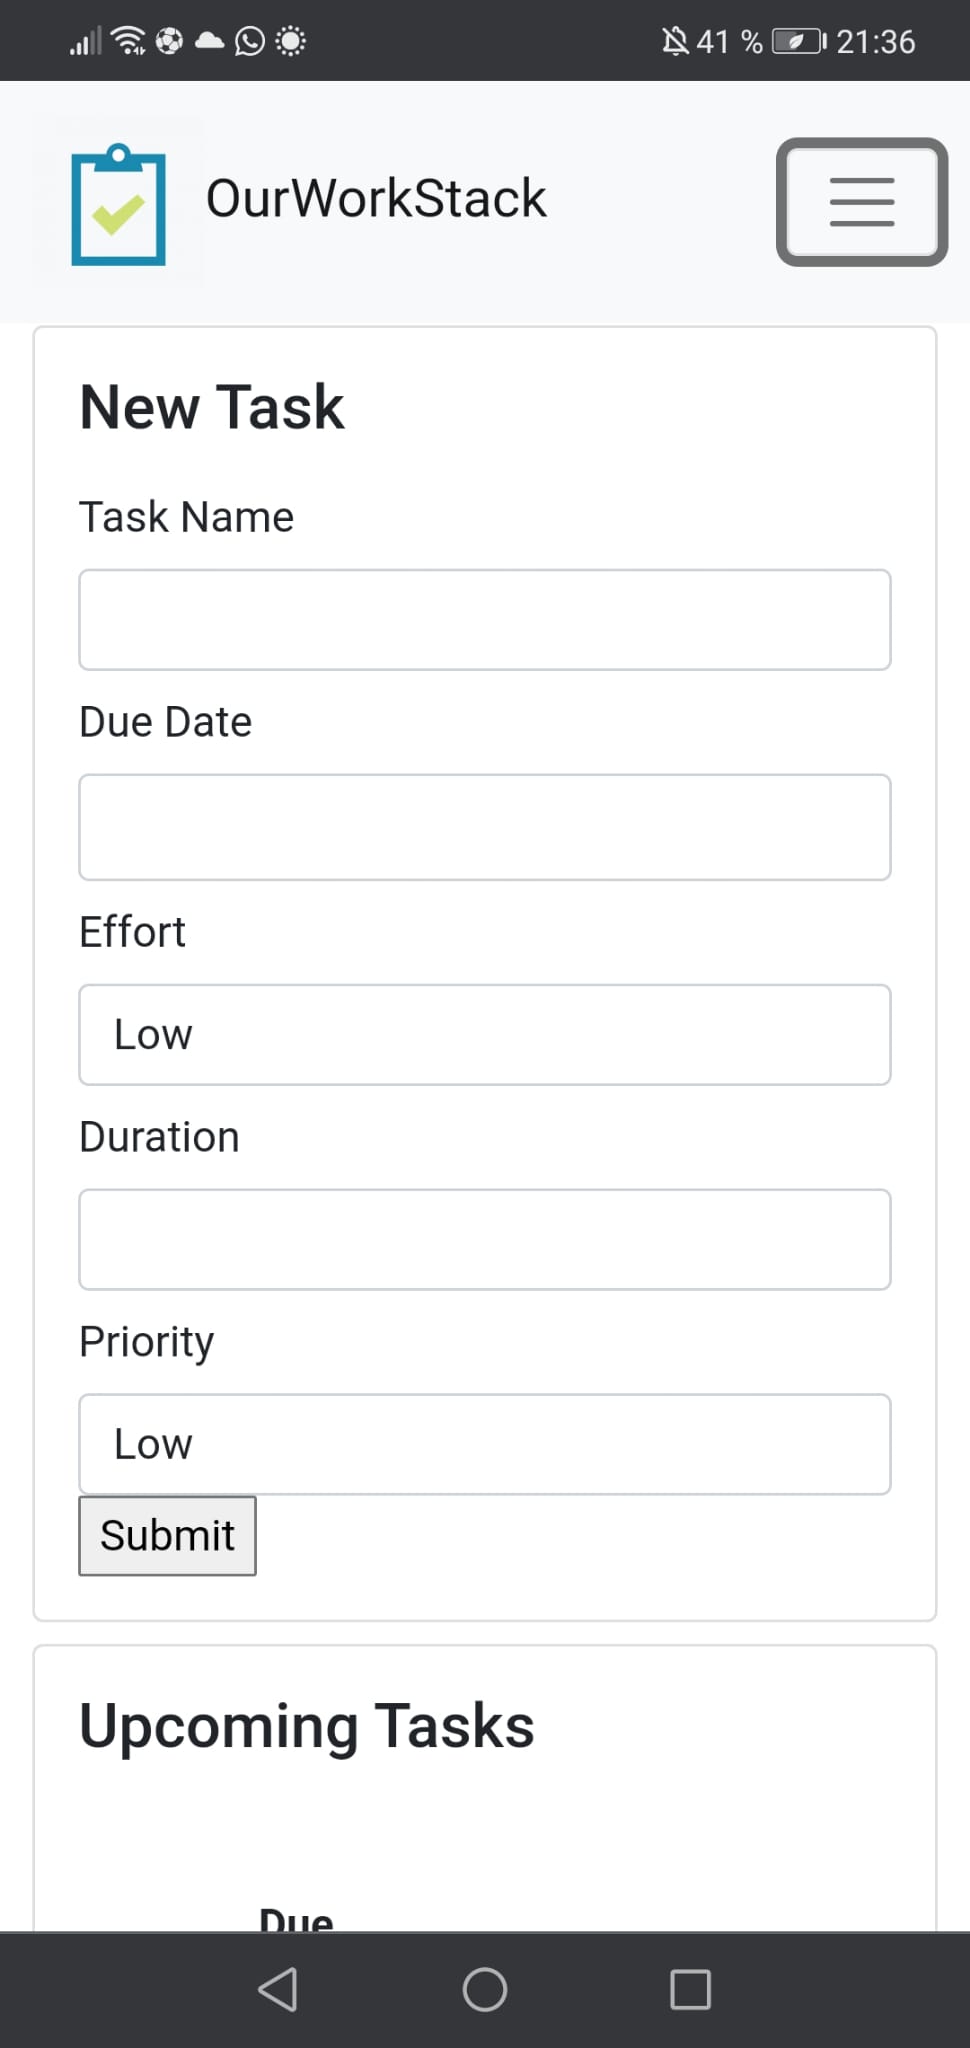 41 % 21:36
OurWorkStack
New Task
Task Name
Due Date
Effort
Low
Duration
Priority
Low
Submit
Upcoming Tasks
Due